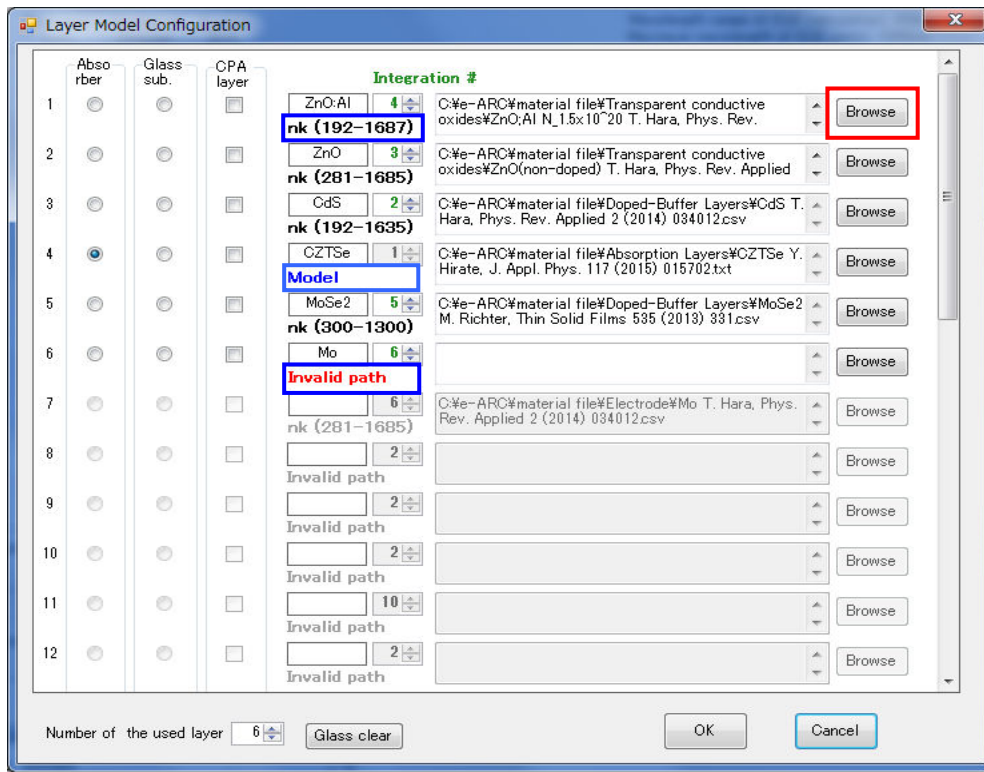 Layer Model Configuration
Abso
rber
Glass
sub.
CPA
layer
Integration #
1 ZnO:Al 4 C:¥e-ARC¥material file¥Transparent conductive
oxides¥ZnO;Al N_1.5x10^20 T. Hara, Phys. Rev. Browse
nk (192-1687)
2 ZnO 3 C:¥e-ARC¥material file¥Transparent conductive
oxides¥ZnO(non-doped) T. Hara, Phys. Rev. Applied Browse
nk (281-1685)
3 CdS 2 C:¥e-ARC¥material file¥Doped-Buffer Layers¥CdS T.
Hara, Phys. Rev. Applied 2 (2014) 034012.csv Browse
nk (192-1635)
4 CZTSe 1 C:¥e-ARC¥material file¥Absorption Layers¥CZTSe Y.
Hirate, J. Appl. Phys. 117 (2015) 015702.txt Browse
Model
5 MoSe2 5 C:¥e-ARC¥material file¥Doped-Buffer Layers¥MoSe2
M. Richter, Thin Solid Films 535 (2013) 331.csv Browse
nk (300-1300)
6 Mo 6 Browse
Invalid path
7 6 C:¥e-ARC¥material file¥Electrode¥Mo T. Hara, Phys.
Rev. Applied 2 (2014) 034012.csv Browse
nk (281-1685)
8 2 Browse
Invalid path
9 2 Browse
Invalid path
10 2 Browse
Invalid path
11 10 Browse
Invalid path
12 2 Browse
Invalid path
Number of the used layer 6 Glass clear OK Cancel